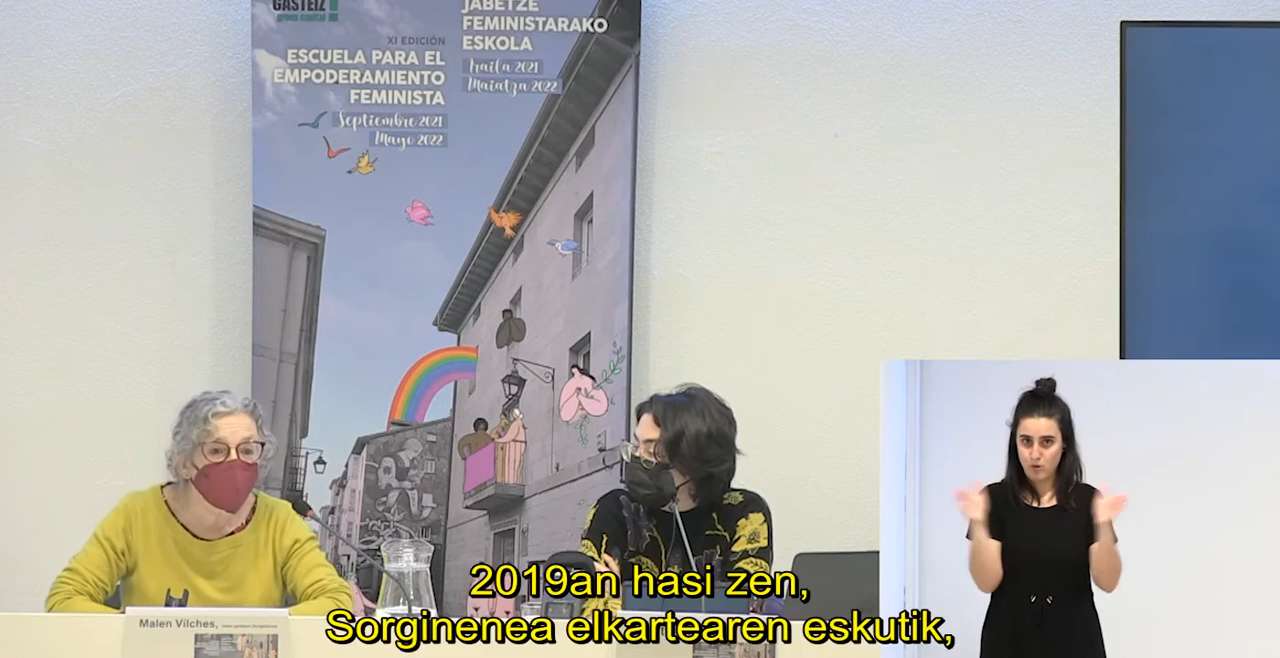 GASTEIZ
green capital
XI EDICIÓN
ESCUELA PARA EL
EMPODERAMIENTO
FEMINISTA
Septiembre 2021
Mayo 2022
JABETZE
FEMINISTARAKO
ESKOLA
Iraila 2021
Maiatza 2022
Malen Vilches,
2019an hasi zen,
Sorginenea elkartearen eskutik,